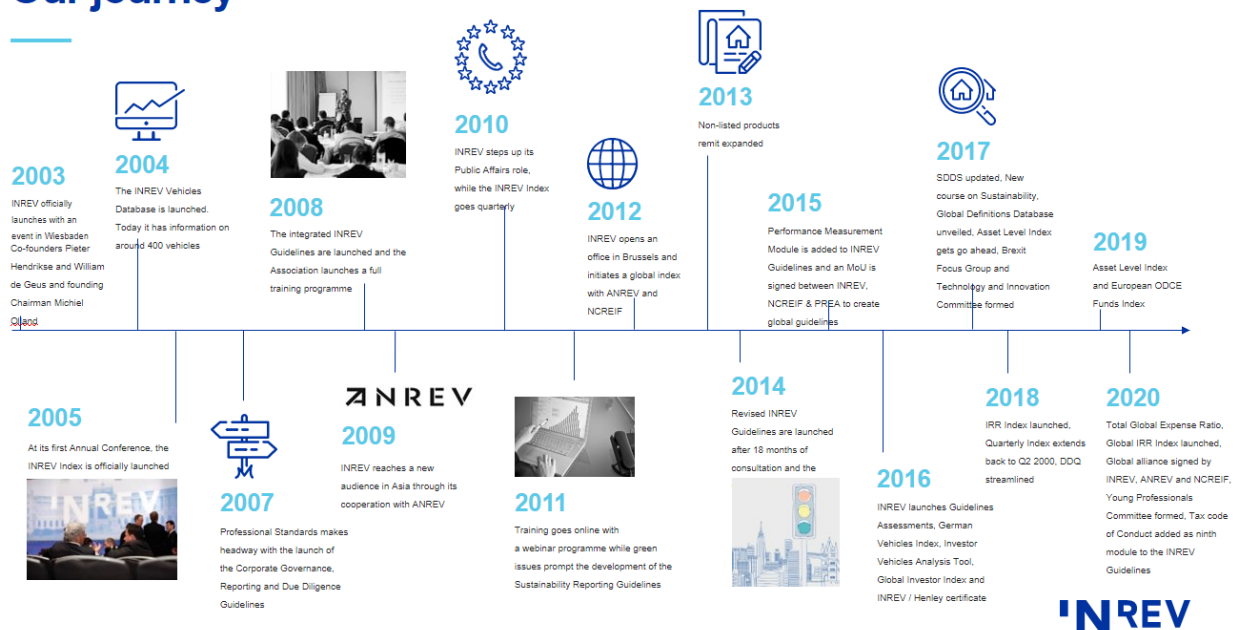 Our journey
2003
INREV officially
launches with an
event in Wiesbaden
Co-founders Pieter
Hendrikse and William
de Geus and founding
Chairman Michiel
Olland
2004
The INREV Vehicles
Database is launched.
Today it has information on
around 400 vehicles
2008
The integrated INREV
Guidelines are launched and the
Association launches a full
training programme
2010
INREV steps up its
Public Affairs role,
while the INREV Index
goes quarterly
2012
INREV opens an
office in Brussels and
initiates a global index
with ANREV and
NCREIF
2013
Non-listed products
remit expanded
2015
Performance Measurement
Module is added to INREV
Guidelines and an MoU is
signed between INREV,
NCREIF & PREA to create
global guidelines
2017
SDDS updated, New
course on Sustainability,
Global Definitions Database
unveiled, Asset Level Index
gets go ahead, Brexit
Focus Group and
Technology and Innovation
Committee formed
2019
Asset Level Index
and European ODCE
Funds Index
2005
At its first Annual Conference, the
INREV Index is officially launched
INREV
2007
Professional Standards makes
headway with the launch of
the Corporate Governance,
Reporting and Due Diligence
Guidelines
ANREV
2009
INREV reaches a new
audience in Asia through its
cooperation with ANREV
2011
Training goes online with
a webinar programme while green
issues prompt the development of the
Sustainability Reporting Guidelines
2014
Revised INREV
Guidelines are launched
after 18 months of
consultation and the
2016
INREV launches Guidelines
Assessments, German
Vehicles Index, Investor
Vehicles Analysis Tool,
Global Investor Index and
INREV / Henley certificate
2018
IRR Index launched,
Quarterly Index extends
back to Q2 2000, DDQ
streamlined
2020
Total Global Expense Ratio,
Global IRR Index launched,
Global alliance signed by
INREV, ANREV and NCREIF,
Young Professionals
Committee formed, Tax code
of Conduct added as ninth
module to the INREV
Guidelines
INREV